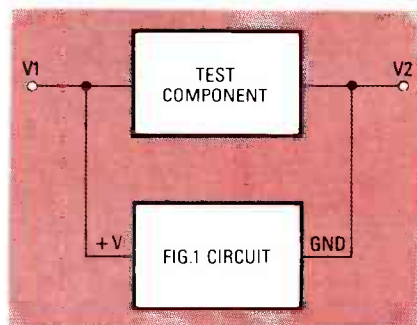 V1
V2
TEST
COMPONENT
+V
GND
FIG.1 CIRCUIT